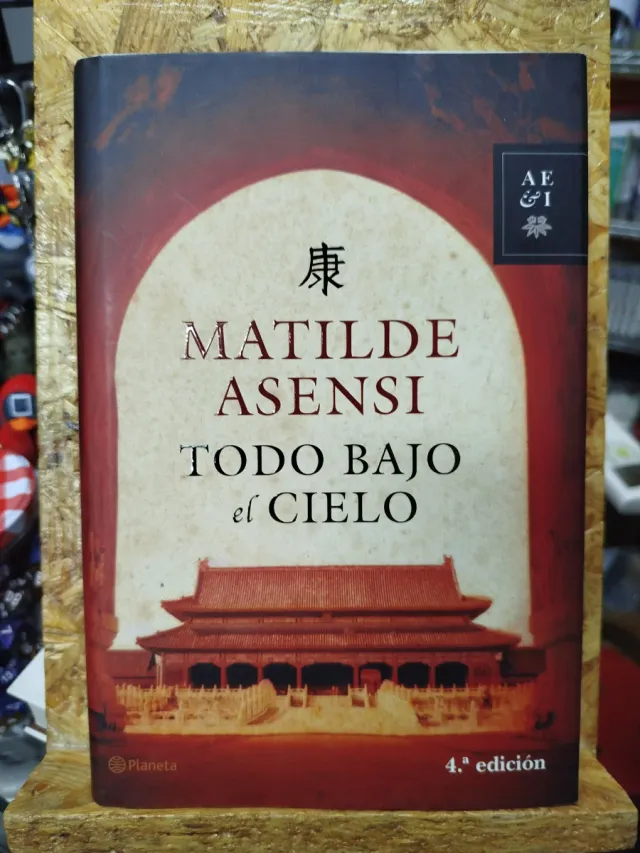 AE
&I
康
MATILDE
ASENSI
TODO BAJO
el CIELO
Planeta
4.ª edición